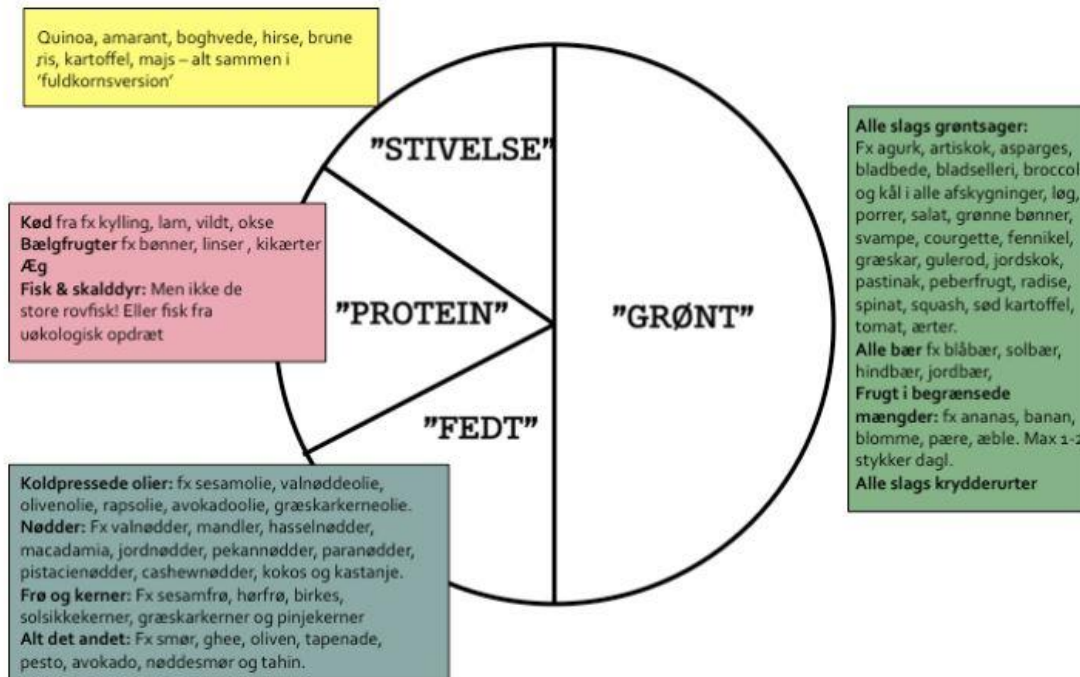 Quinoa, amarant, boghvede, hirse, brune
ris, kartoffel, majs – alt sammen i
'fuldkornsversion'
"STIVELSE"
Kød fra fx kylling, lam, vildt, okse
Bælgfrugter fx bønner, linser , kikærter
Æg
Fisk & skalddyr: Men ikke de
store rovfisk! Eller fisk fra
uøkologisk opdræt
"PROTEIN"
"FEDT"
Koldpressede olier: fx sesamolie, valnøddeolie,
olivenolie, rapsolie, avokadoolie, græskarkerneolie.
Nødder: Fx valnødder, mandler, hasselnødder,
macadamia, jordnødder, pekannødder, paranødder,
pistacienødder, cashewnødder, kokos og kastanje.
Frø og kerner: Fx sesamfrø, hørfrø, birkes,
solsikkekerner, græskarkerner og pinjekerner
Alt det andet: Fx smør, ghee, oliven, tapenade,
pesto, avokado, nøddesmør og tahin.
"GRØNT"
Alle slags grøntsager:
Fx agurk, artiskok, asparges,
bladbede, bladselleri, broccol
og kål i alle afskygninger, løg,
porrer, salat, grønne bønner,
svampe, courgette, fennikel,
græskar, gulerod, jordskok,
pastinak, peberfrugt, radise,
spinat, squash, sød kartoffel,
tomat, ærter.
Alle bær fx blåbær, solbær,
hindbær, jordbær,
Frugt i begrænsede
mængder: fx ananas, banan,
blomme, pære, æble. Max 1-2
stykker dagl.
Alle slags krydderurter